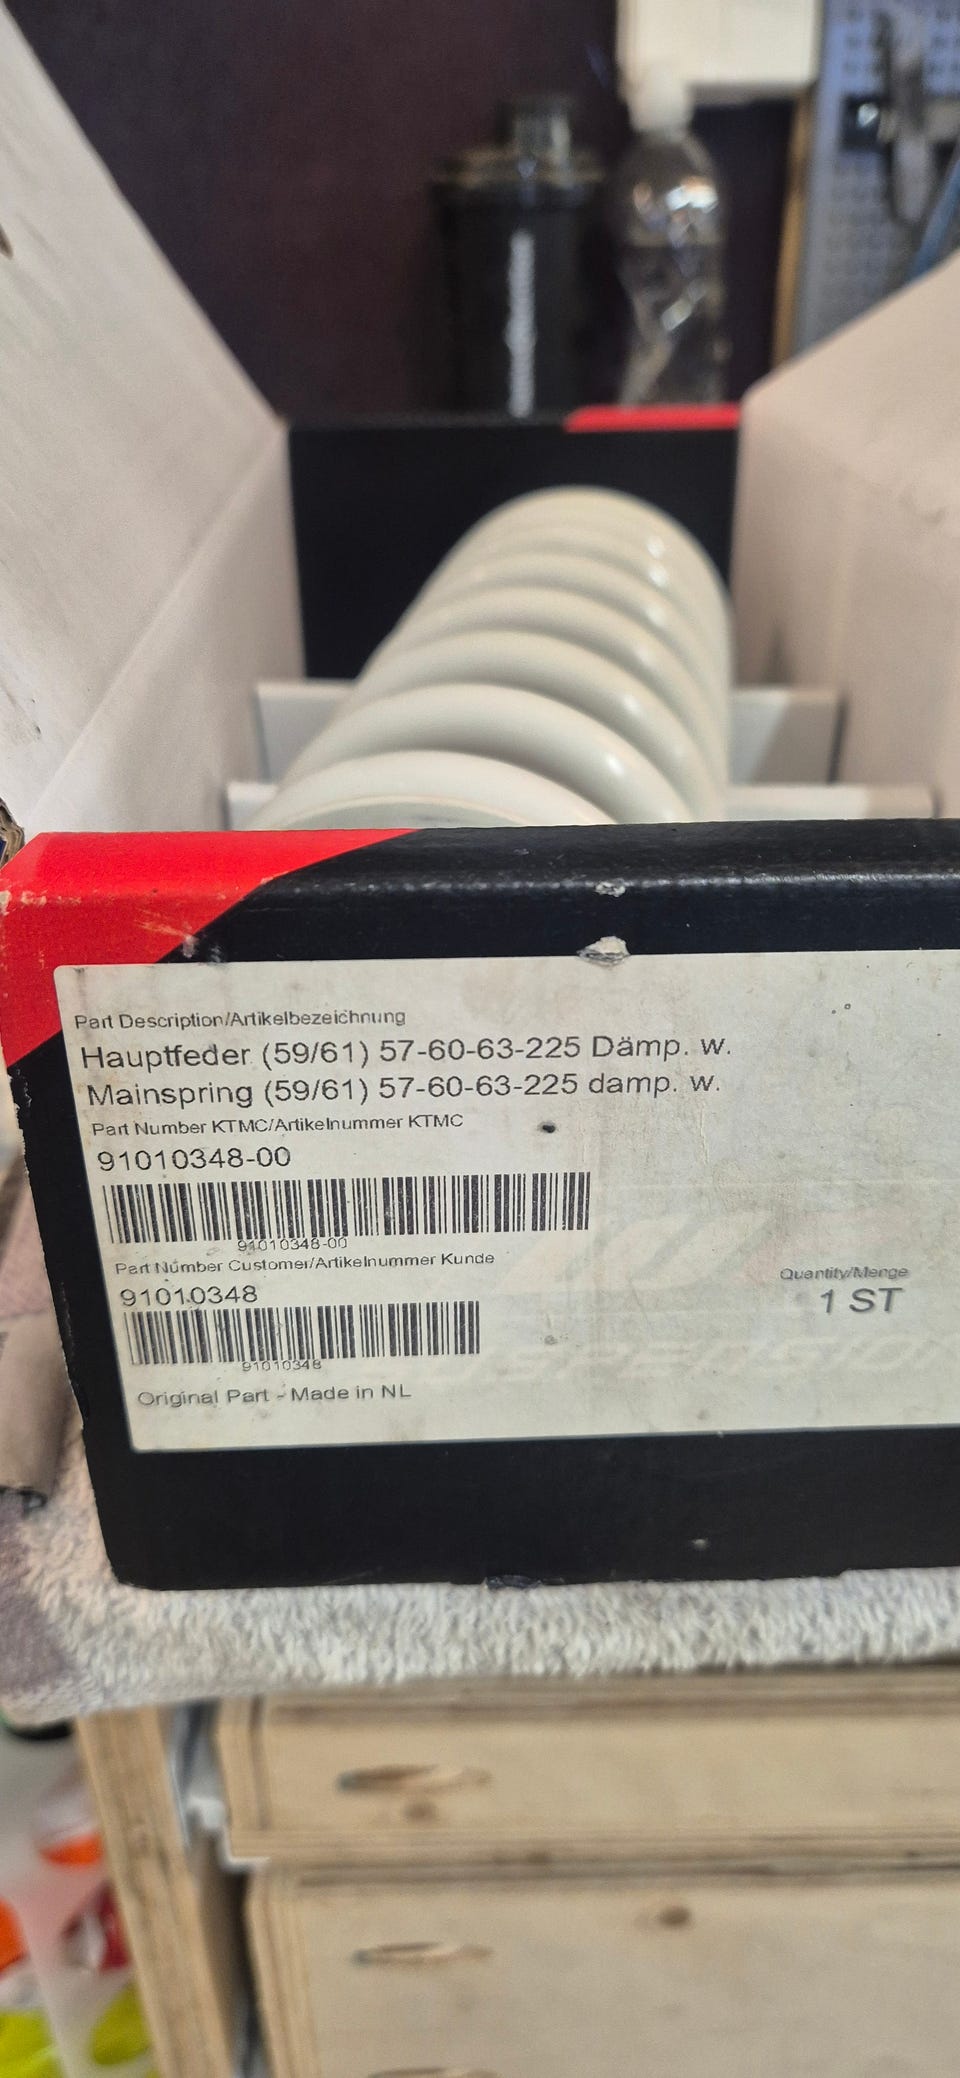 Part Description/Artikelbezeichnung
Hauptfeder (59/61) 57-60-63-225 Dämp. w.
Mainspring (59/61) 57-60-63-225 damp. w.
Part Number KTMC/Artikelnummer KTMC
91010348-00
91010348-00
Part Number Customer/Artikelnummer Kunde
91010348
91010348
Quantity/Menge
1 ST
Original Part - Made in NL